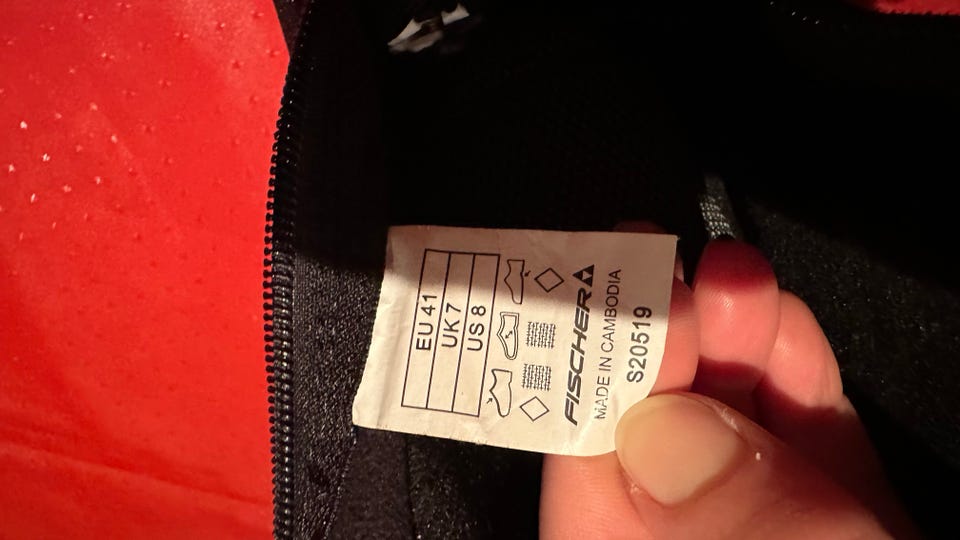 EU 41
UK 7
US 8
FISCHER
MADE IN CAMBODIA
S20519